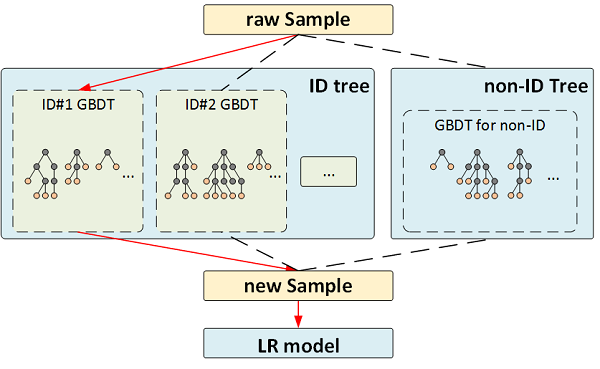 raw Sample
ID tree
non-ID Tree
ID#1 GBDT
ID#2 GBDT
GBDT for non-ID
...
...
...
...
new Sample
LR model